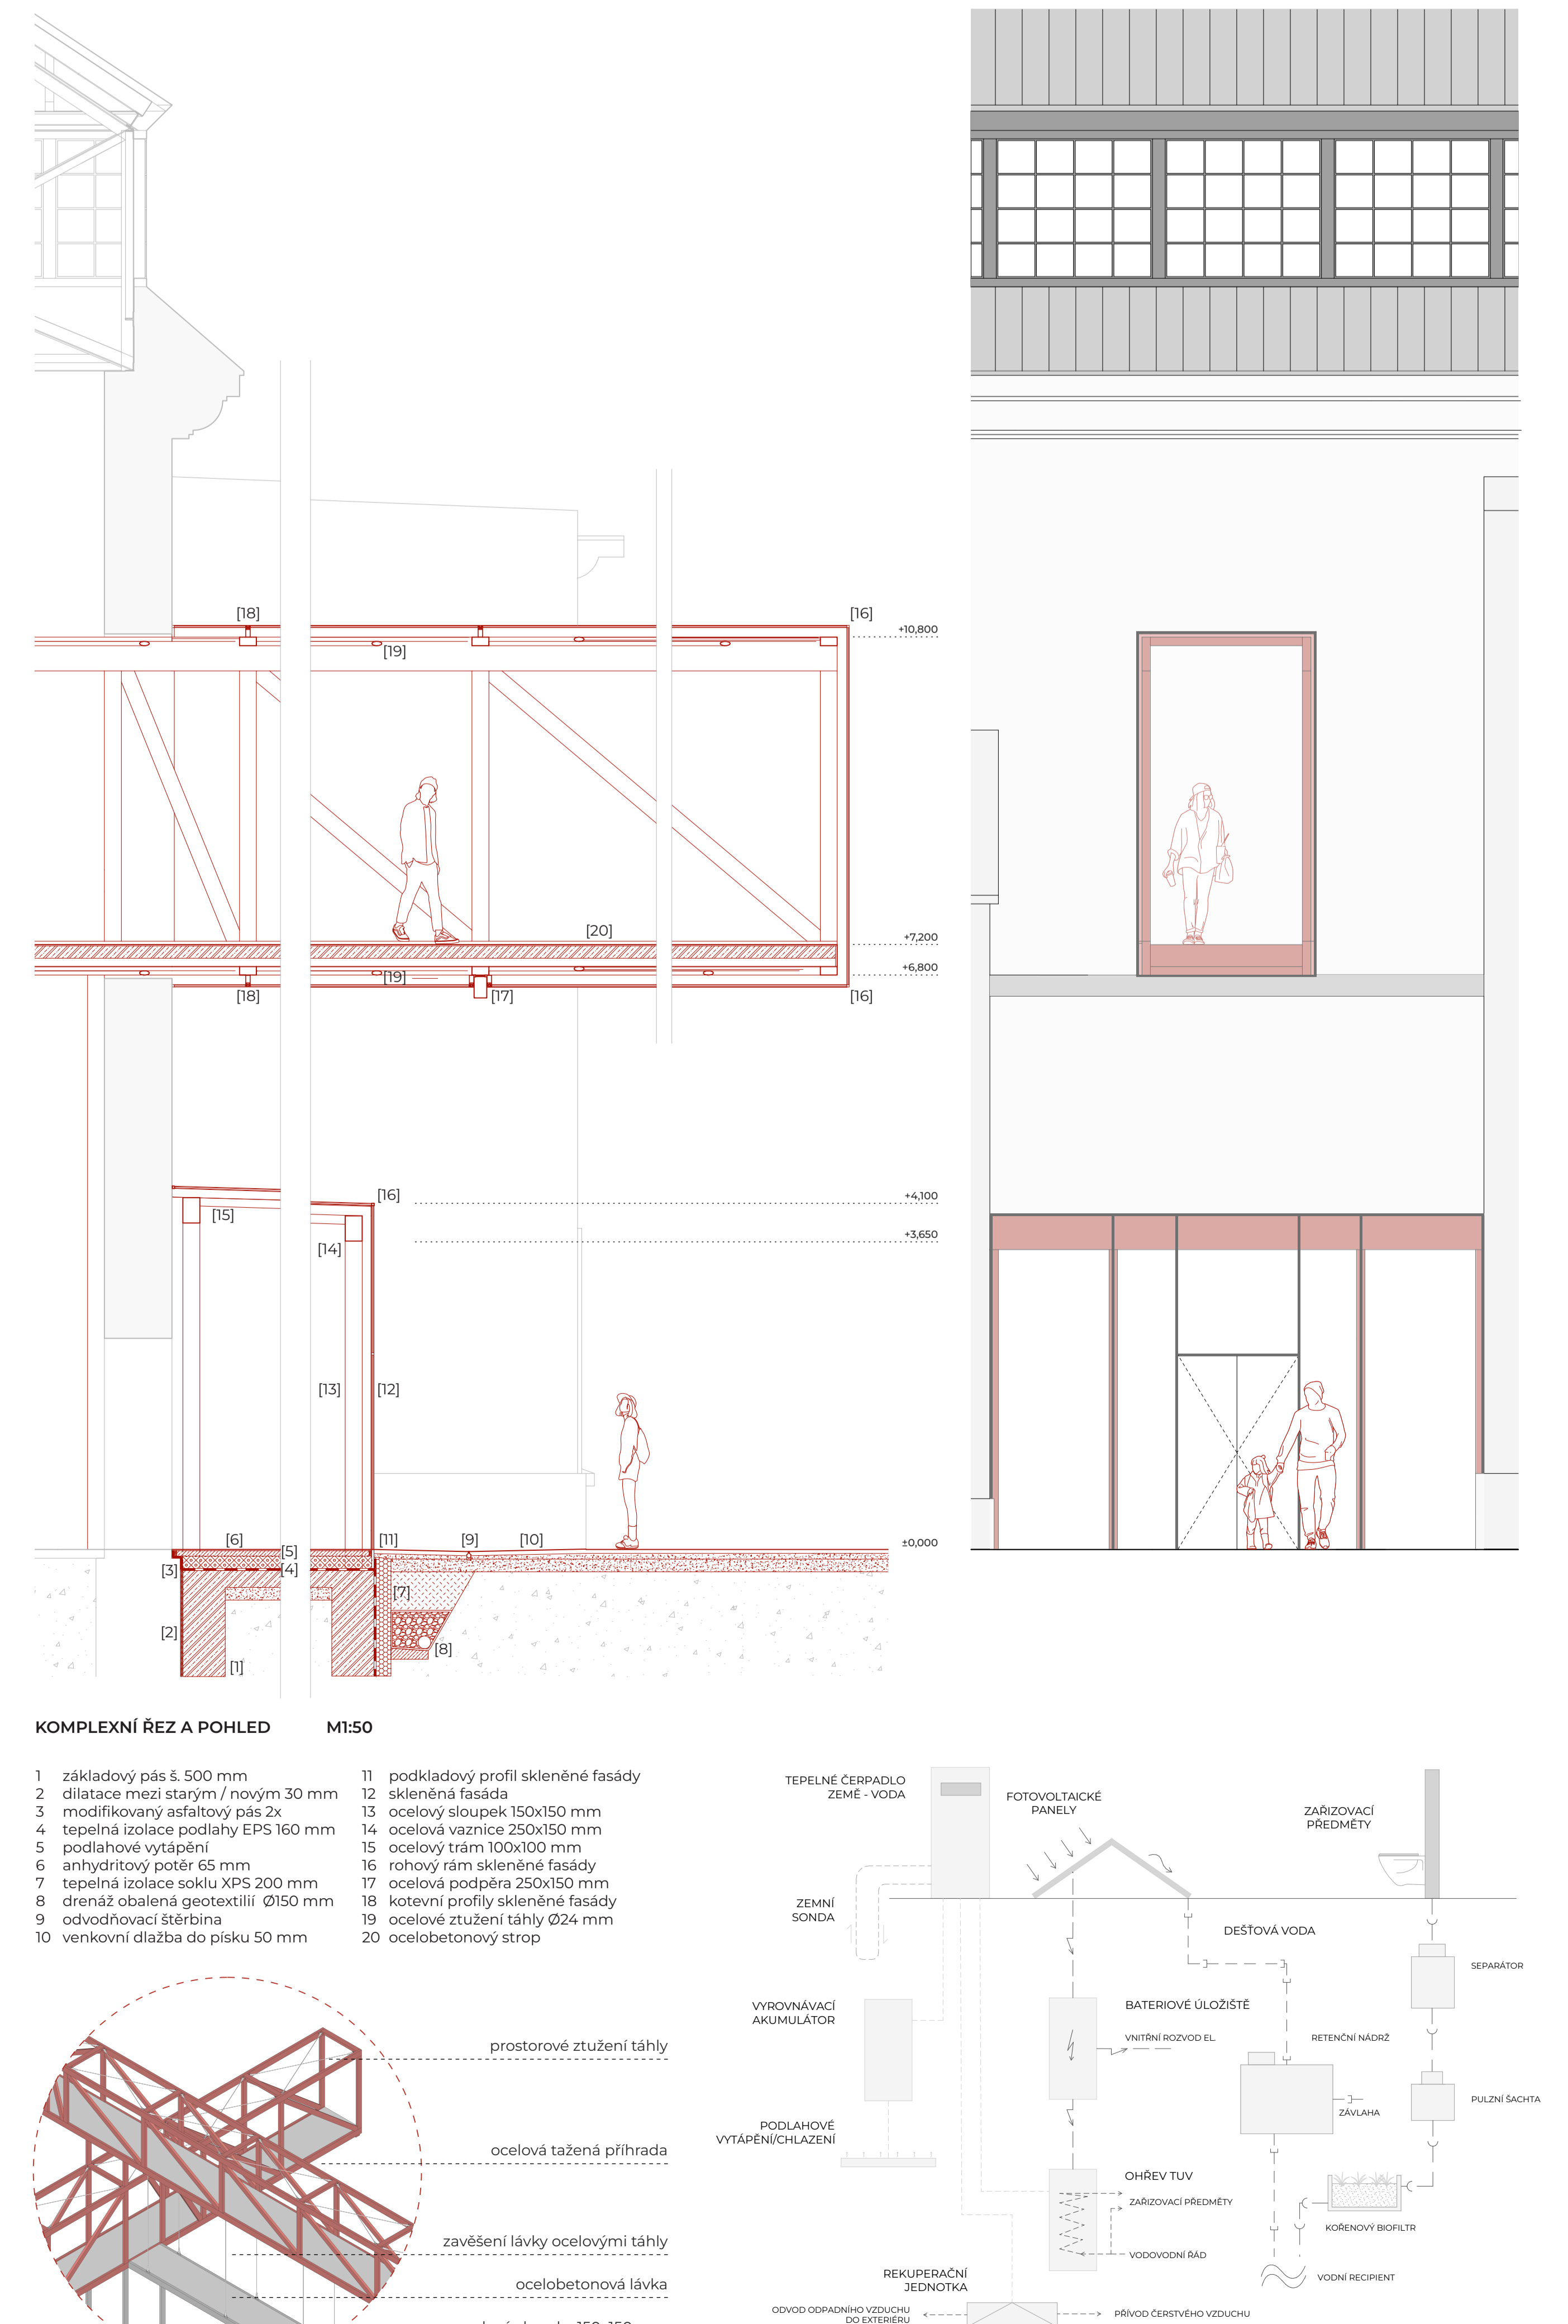 [18]
[16]
+10,800
[19]
[20]
+7,200
+6,800
[19]
[18]
[17]
[16]
[16]
+4,100
[15]
+3,650
[14]
[13]
[12]
[6]
[5]
[11]
[9]
[10]
±0,000
[3]
[4]
[7]
[2]
[8]
[1]
KOMPLEXNÍ ŘEZ A POHLED M1:50
1 základový pás š. 500 mm
2 dilatace mezi starým / novým 30 mm
3 modifikovaný asfaltový pás 2x
4 tepelná izolace podlahy EPS 160 mm
5 podlahové vytápění
6 anhydritový potěr 65 mm
7 tepelná izolace soklu XPS 200 mm
8 drenáž obalená geotextilií Ø150 mm
9 odvodňovací štěrbina
10 venkovní dlažba do písku 50 mm
11 podkladový profil skleněné fasády
12 skleněná fasáda
13 ocelový sloupek 150x150 mm
14 ocelová vaznice 250x150 mm
15 ocelový trám 100x100 mm
16 rohový rám skleněné fasády
17 ocelová podpěra 250x150 mm
18 kotevní profily skleněné fasády
19 ocelové ztužení táhly Ø24 mm
20 ocelobetonový strop
prostorové ztužení táhly
ocelová tažená příhrada
zavěšení lávky ocelovými táhly
ocelobetonová lávka
TEPELNÉ ČERPADLO
ZEMĚ - VODA
FOTOVOLTAICKÉ
PANELY
ZAŘIZOVACÍ
PŘEDMĚTY
ZEMNÍ
SONDA
DEŠŤOVÁ VODA
SEPARÁTOR
VYROVNÁVACÍ
AKUMULÁTOR
BATERIOVÉ ÚLOŽIŠTĚ
VNITŘNÍ ROZVOD EL.
RETENČNÍ NÁDRŽ
PULZNÍ ŠACHTA
ZÁVLAHA
PODLAHOVÉ
VYTÁPĚNÍ/CHLAZENÍ
OHŘEV TUV
ZAŘIZOVACÍ PŘEDMĚTY
KOŘENOVÝ BIOFILTR
VODOVODNÍ ŘÁD
VODNÍ RECIPIENT
REKUPERAČNÍ
JEDNOTKA
ODVOD ODPADNÍHO VZDUCHU
DO EXTERIÉRU
PŘÍVOD ČERSTVÉHO VZDUCHU